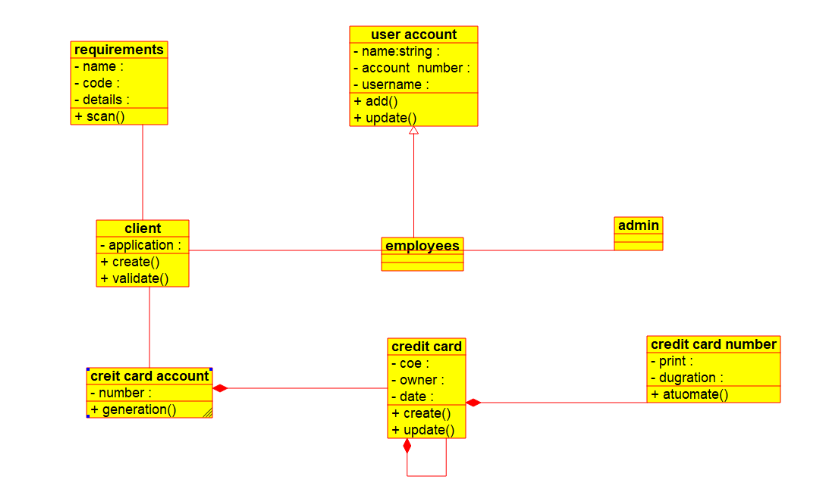 requirements
- name :
- code :
- details :
+ scan()
user account
- name:string :
- account  number :
- username :
+ add()
+ update()
client
- application :
+ create()
+ validate()
employees
admin
creit card account
- number :
+ generation()
credit card
- coe :
- owner :
- date :
+ create()
+ update()
credit card number
- print :
- dugration :
+ atuomate()